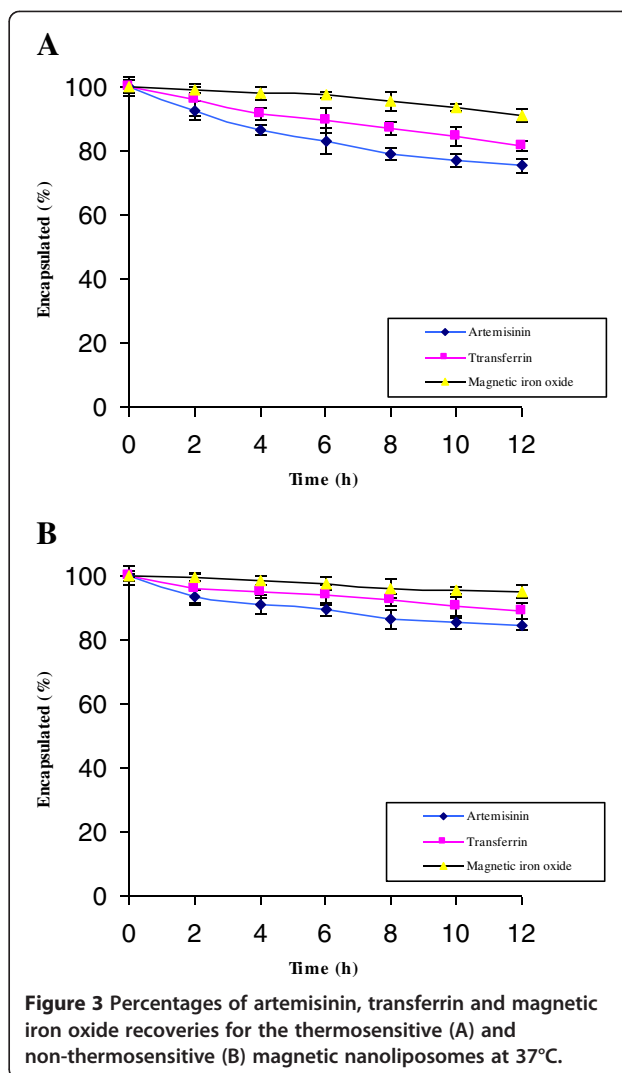 A
100
80
60
40
20
0
Encapsulated (%)
Artemisinin
Ttransferrin
Magnetic iron oxide
0 2 4 6 8 10 12
Time (h)
B
100
80
60
40
20
0
Encapsulated (%)
Artemisinin
Transferrin
Magnetic iron oxide
0 2 4 6 8 10 12
Time (h)
Figure 3 Percentages of artemisinin, transferrin and magnetic
iron oxide recoveries for the thermosensitive (A) and
non-thermosensitive (B) magnetic nanoliposomes at 37°C.